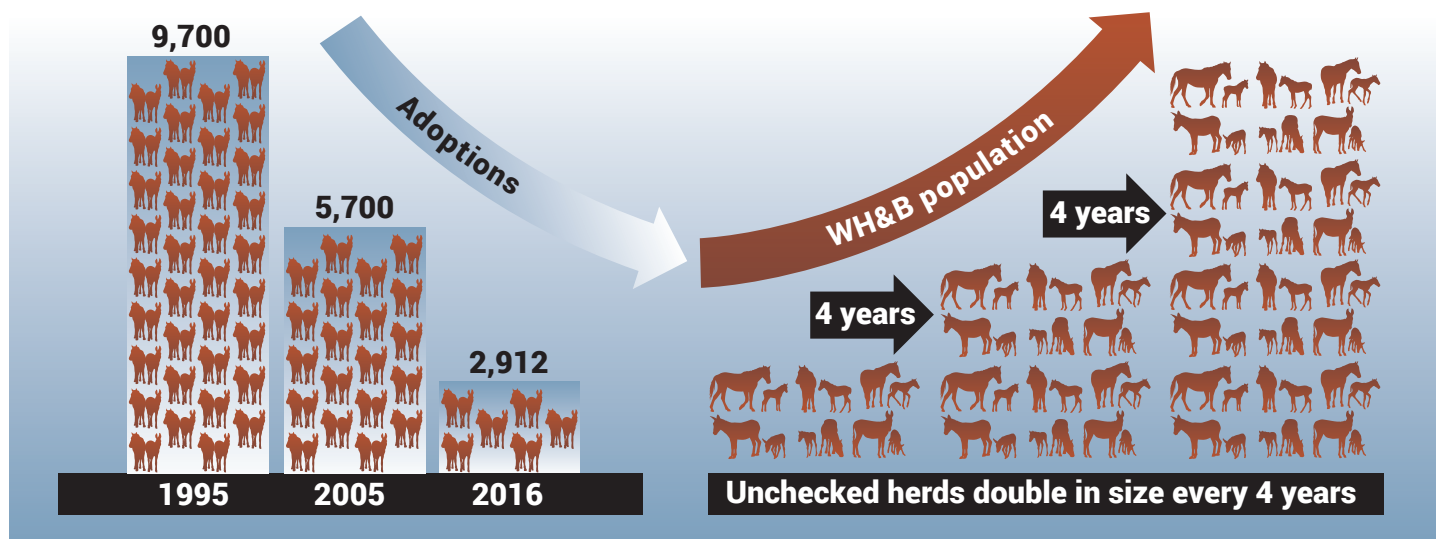 9,700
5,700
2,912
Adoptions
1995
2005
2016
WH&B population
4 years
4 years
Unchecked herds double in size every 4 years